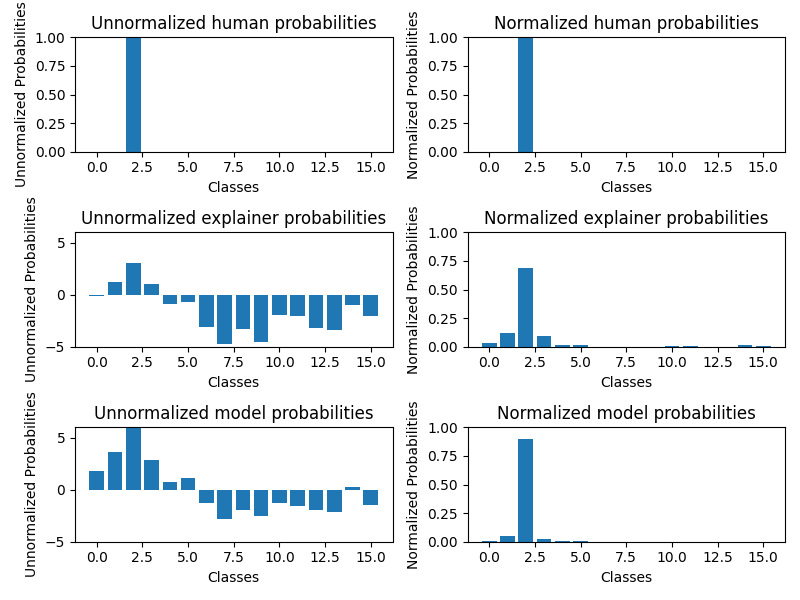 Unnormalized human probabilities
Unnormalized Probabilities
1.00
0.75
0.50
0.25
0.00
0.0 2.5 5.0 7.5 10.0 12.5 15.0
Classes
Normalized human probabilities
Normalized Probabilities
1.00
0.75
0.50
0.25
0.00
0.0 2.5 5.0 7.5 10.0 12.5 15.0
Classes
Unnormalized explainer probabilities
Unnormalized Probabilities
5
0
−5
0.0 2.5 5.0 7.5 10.0 12.5 15.0
Classes
Normalized explainer probabilities
Normalized Probabilities
1.00
0.75
0.50
0.25
0.00
0.0 2.5 5.0 7.5 10.0 12.5 15.0
Classes
Unnormalized model probabilities
Unnormalized Probabilities
5
0
−5
0.0 2.5 5.0 7.5 10.0 12.5 15.0
Classes
Normalized model probabilities
Normalized Probabilities
1.00
0.75
0.50
0.25
0.00
0.0 2.5 5.0 7.5 10.0 12.5 15.0
Classes